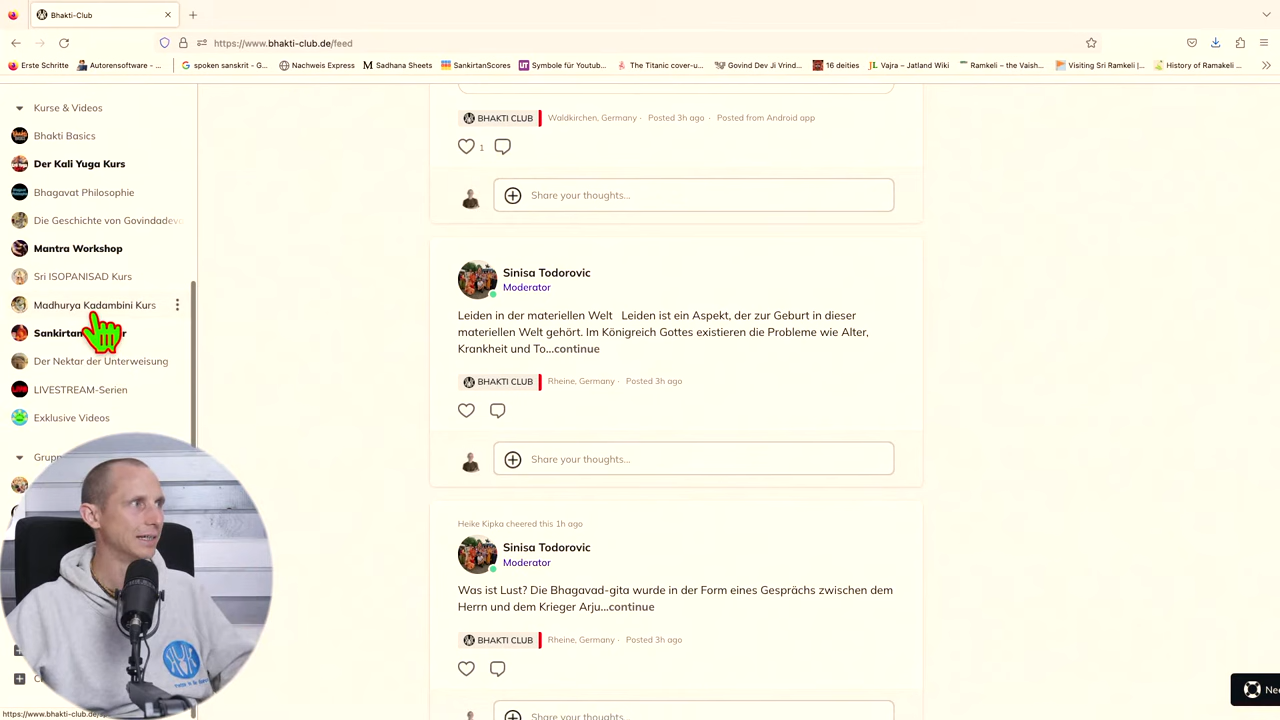 Bhakti-Club
https://www.bhakti-club.de/feed
Erste Schritte
Autorensoftware – ...
spoken sanskrit - G...
Nachweis Express
Sadhana Sheets
SankirtanScores
Symbole für Youtub...
The Titanic cover-u...
Govind Dev Ji Vrind...
16 deities
Vajra – Jatland Wiki
Ramkeli ~ the Vaish...
Visiting Sri Ramkeli |...
History of Ramakeli ...
Kurse & Videos
Bhakti Basics
Der Kali Yuga Kurs
Bhagavat Philosophie
Die Geschichte von Govindadev
Mantra Workshop
Sri ISOPANISAD Kurs
Madhurya Kadambini Kurs
Sankirtan
Der Nektar der Unterweisung
LIVESTREAM-Serien
Exklusive Videos
Grupp
BHAKTI CLUB
Waldkirchen, Germany · Posted 3h ago · Posted from Android app
1
Share your thoughts...
Sinisa Todorovic
Moderator
Leiden in der materiellen Welt Leiden ist ein Aspekt, der zur Geburt in dieser
materiellen Welt gehört. Im Königreich Gottes existieren die Probleme wie Alter,
Krankheit und To...continue
BHAKTI CLUB
Rheine, Germany · Posted 3h ago
Share your thoughts...
Heike Kipka cheered this 1h ago
Sinisa Todorovic
Moderator
Was ist Lust? Die Bhagavad-gita wurde in der Form eines Gesprächs zwischen dem
Herrn und dem Krieger Arju...continue
BHAKTI CLUB
Rheine, Germany · Posted 3h ago
Share your thoughts...
Nee
https://www.bhakti-club.de/sp